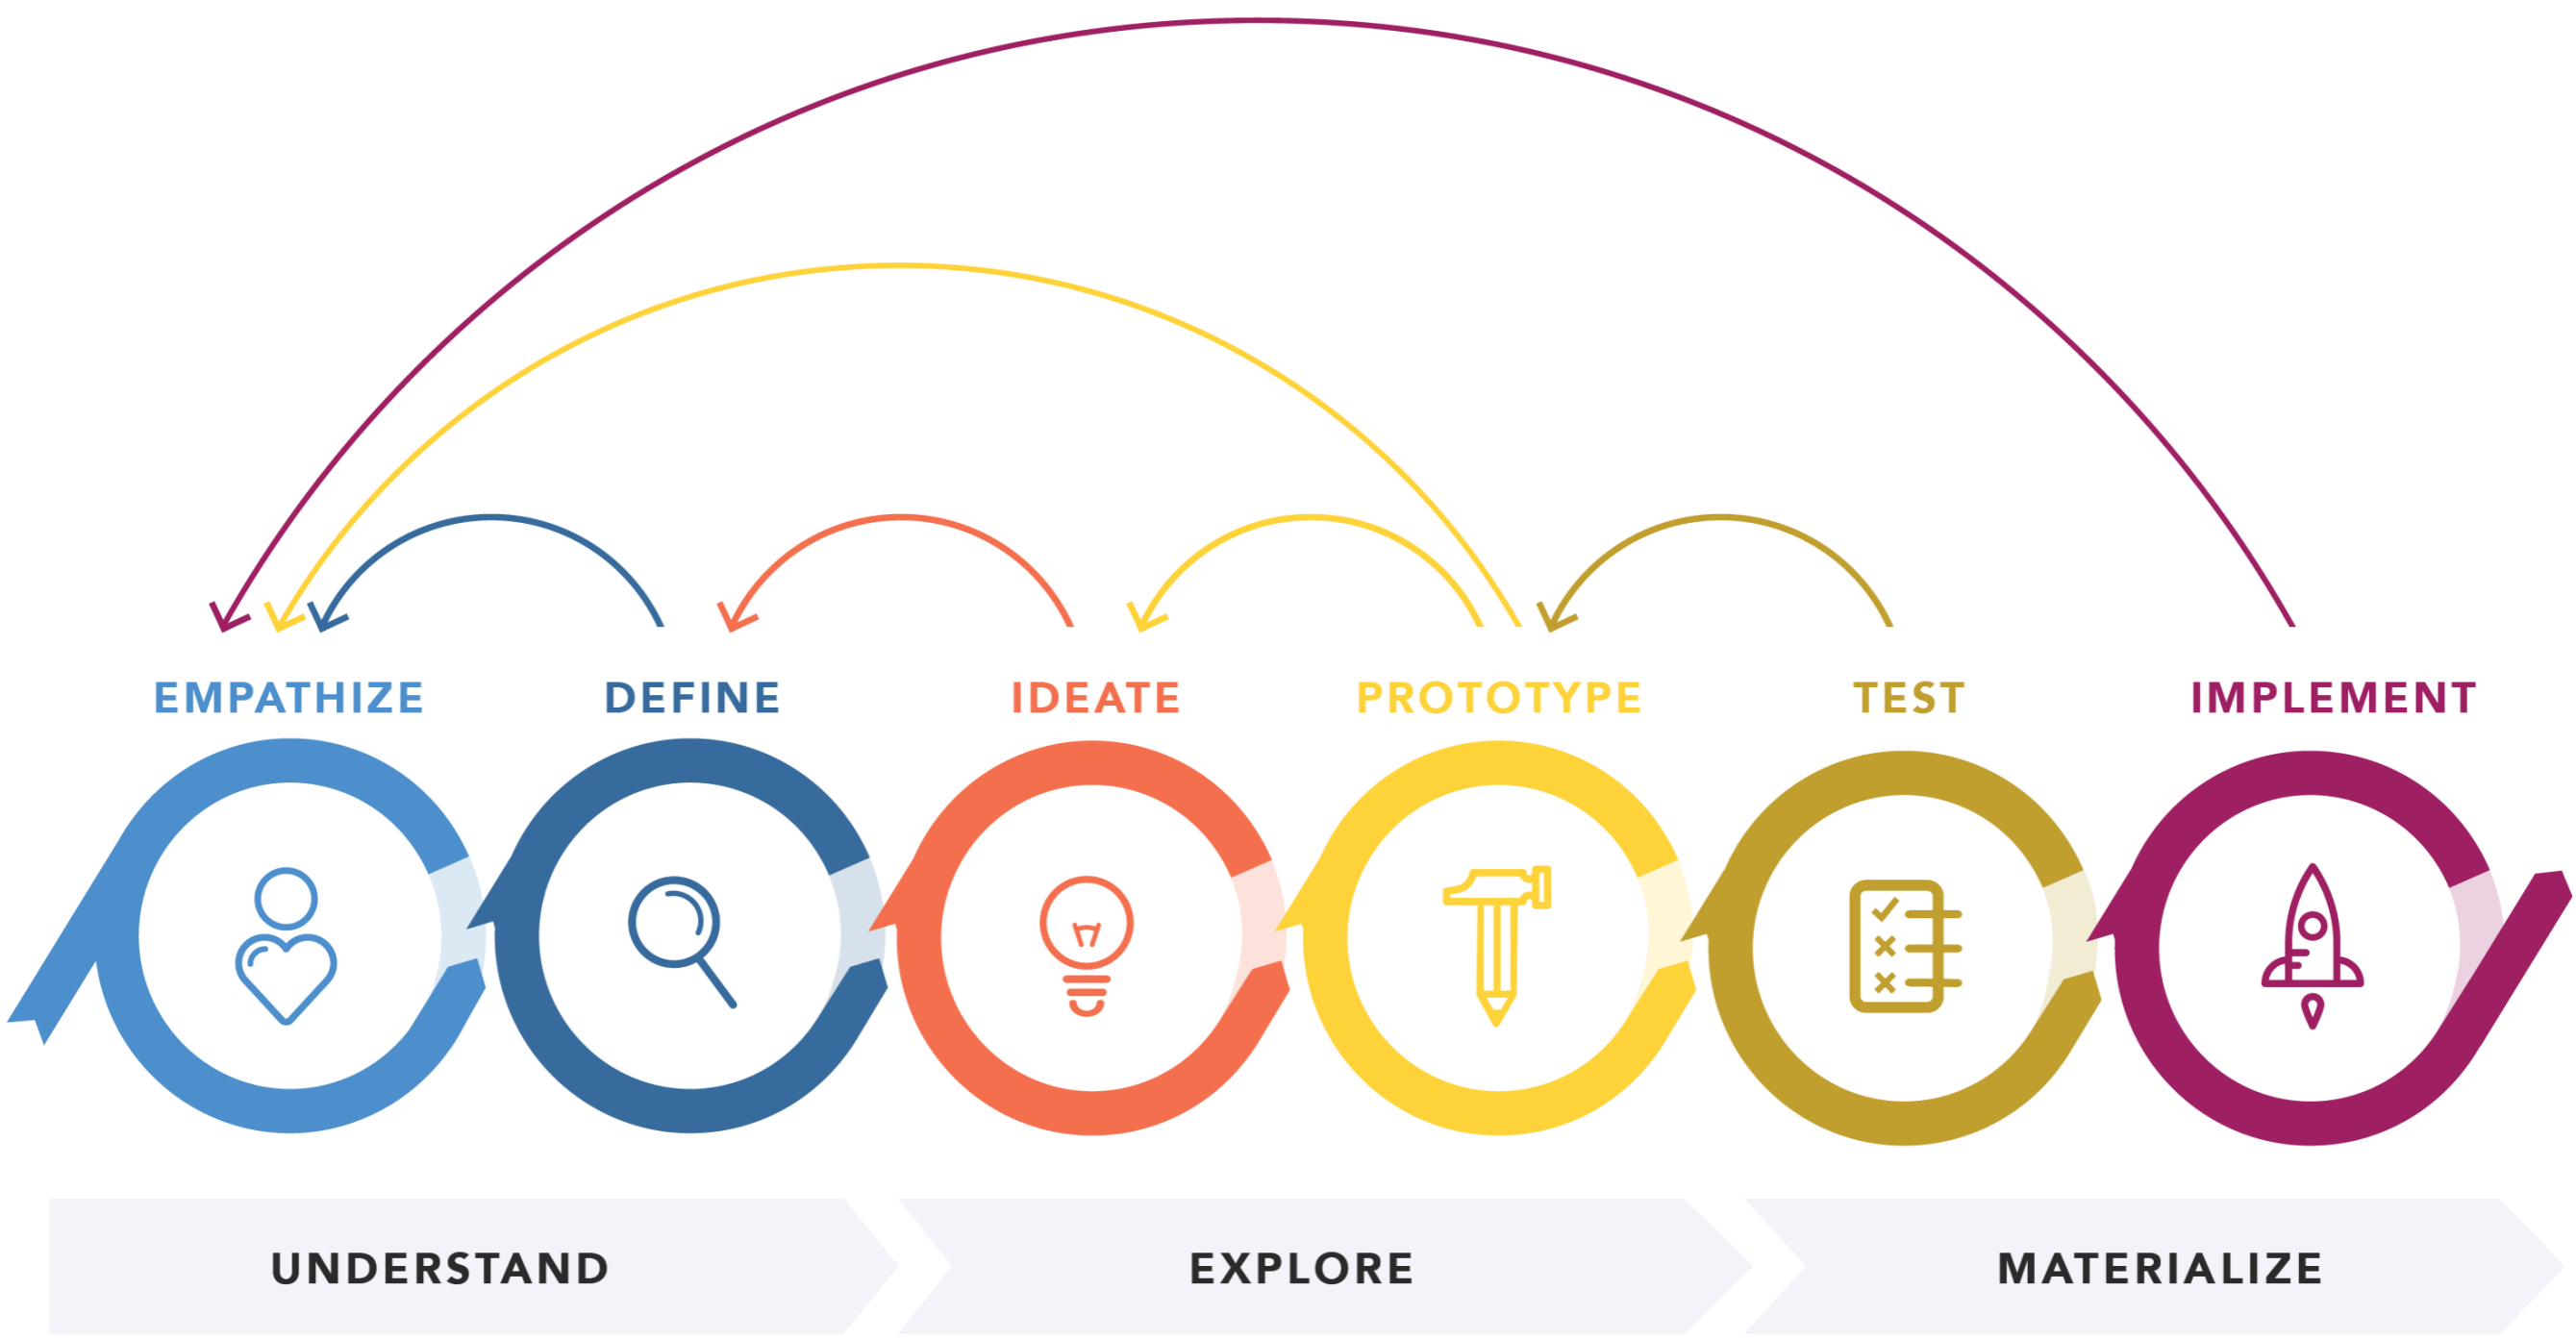 EMPATHIZE
DEFINE
IDEATE
PROTOTYPE
TEST
IMPLEMENT
UNDERSTAND
EXPLORE
MATERIALIZE